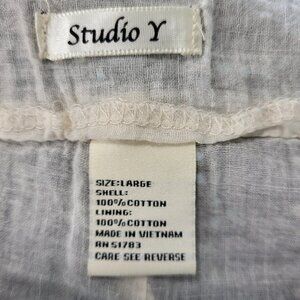 Studio Y
SIZE:LARGE
SHELL:
100%COTTON
LINING:
100%COTTON
MADE IN VIETNAM
RN 51783
CARE SEE REVERSE